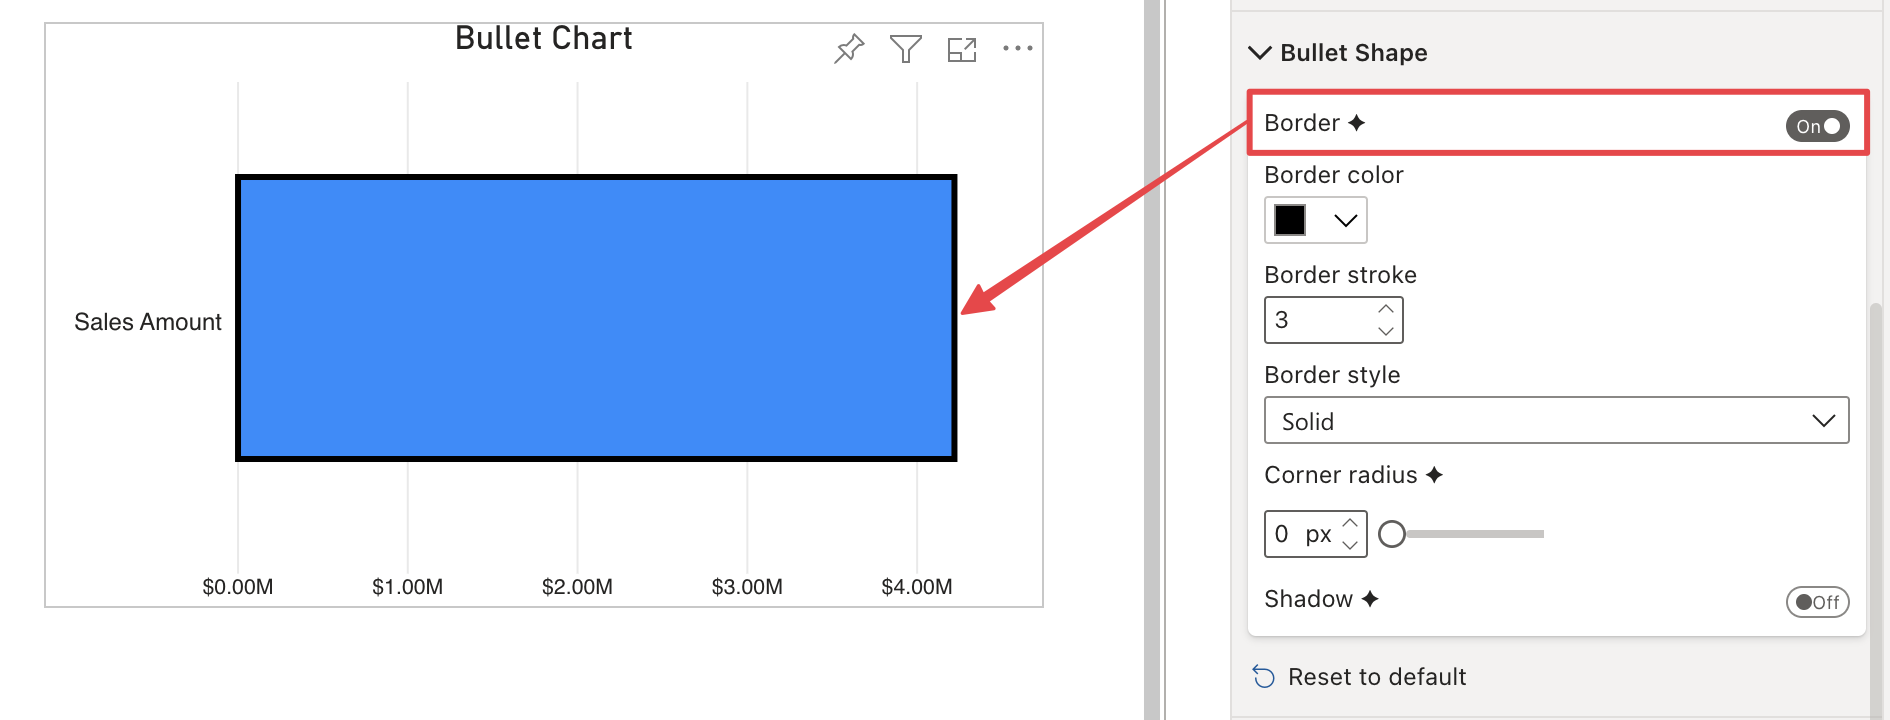 Bullet Chart
Sales Amount
$0.00M $1.00M $2.00M $3.00M $4.00M
Bullet Shape
Border
On
Border color
Border stroke
3
Border style
Solid
Corner radius
0 px
Shadow
Off
Reset to default